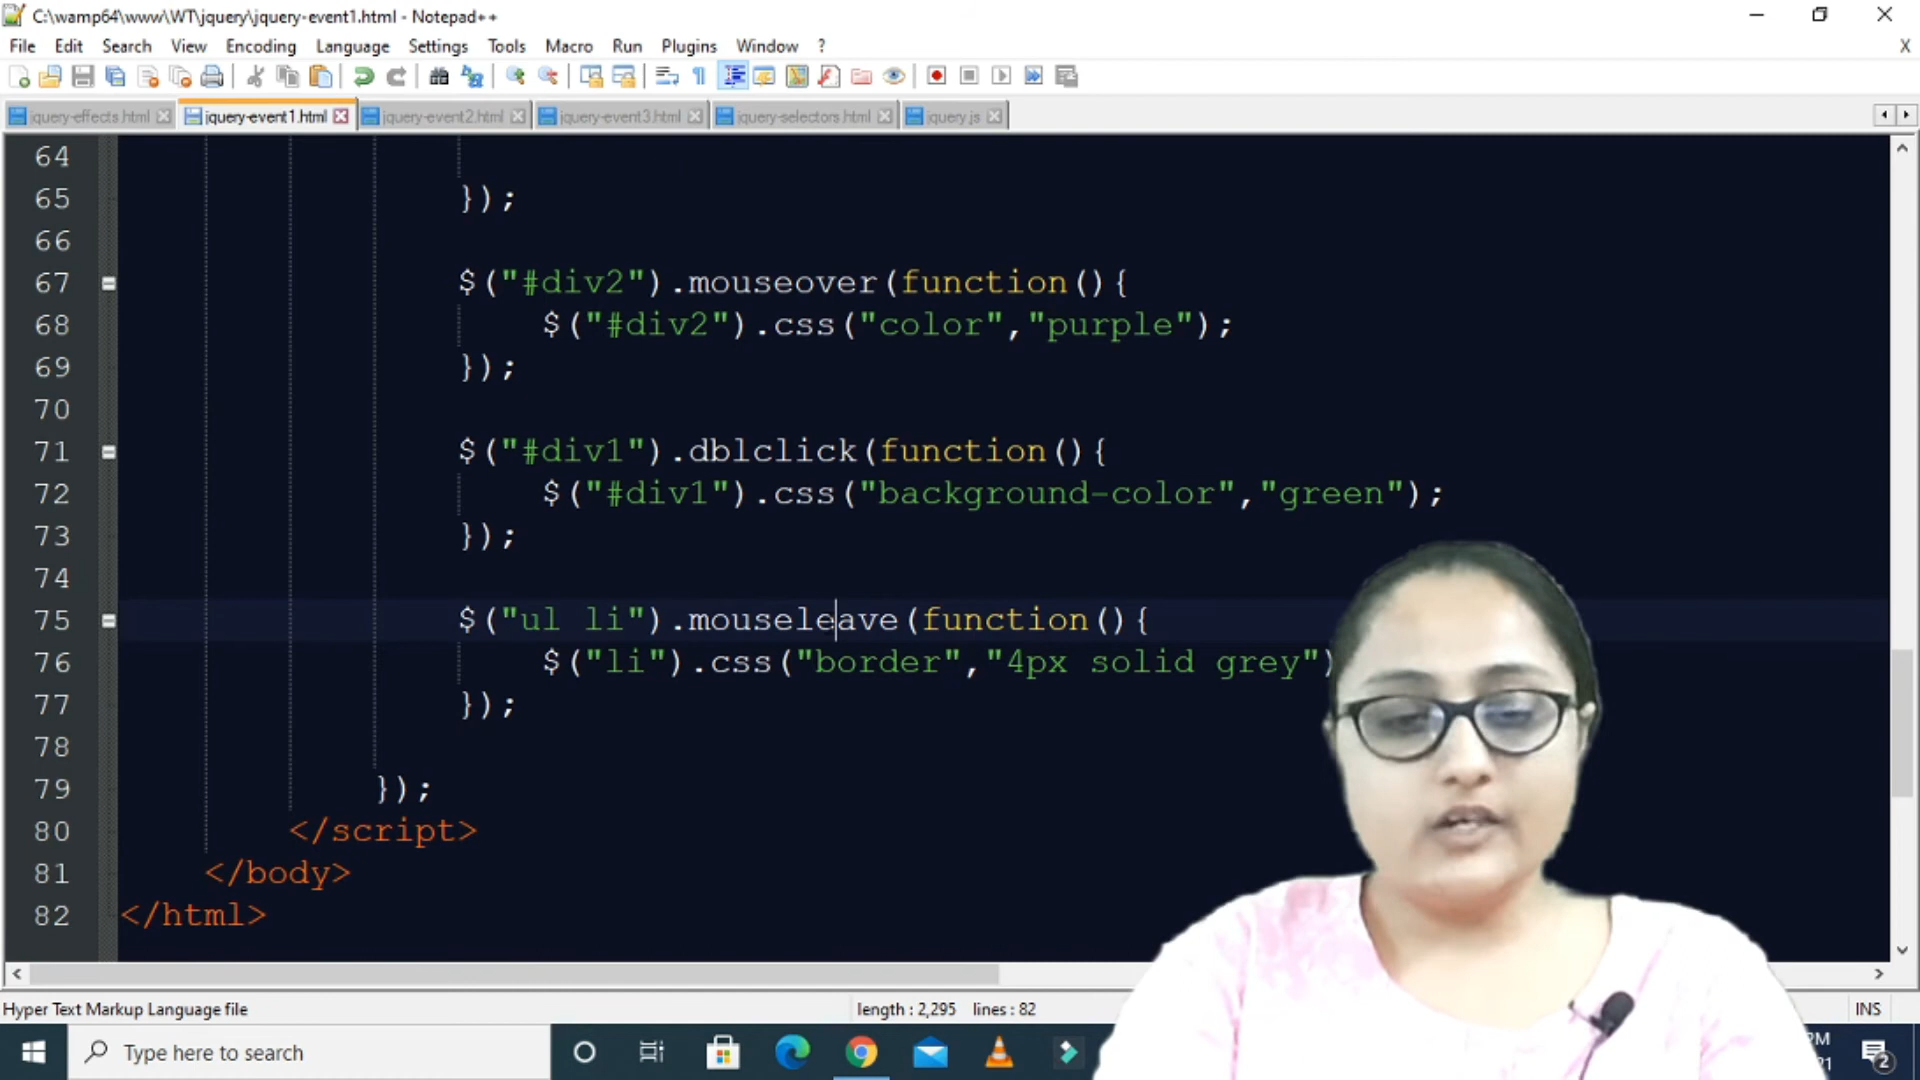 C:\wamp64\www\WT\jquery\jquery-event1.html - Notepad++
File Edit Search View Encoding Language Settings Tools Macro Run Plugins Window ? X
jquery-effects.html jquery-event1.html jquery-event2.html jquery-event3.html jquery-selectors.html jquery.js
64
65 });
66
67 $("#div2").mouseover(function(){
68 $("#div2").css("color","purple");
69 });
70
71 $("#div1").dblclick(function(){
72 $("#div1").css("background-color","green");
73 });
74
75 $("ul li").mouseleave(function(){
76 $("li").css("border","4px solid grey")
77 });
78
79 });
80 </script>
81 </body>
82 </html>
Hyper Text Markup Language file length : 2,295 lines : 82 INS
Type here to search
PM
21
2